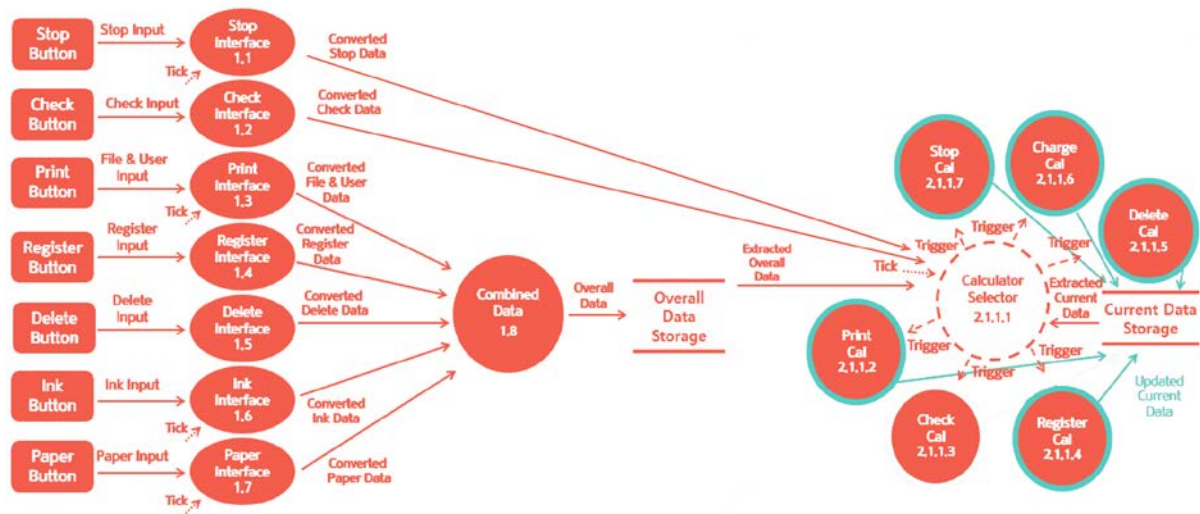 Stop
Button
Stop Input
Stop
Interface
1.1
Converted
Stop Data
Tick
Check
Button
Check Input
Check
Interface
1.2
Converted
Check Data
Print
Button
File & User
Input
Print
Interface
1.3
Converted
File & User
Data
Tick
Register
Button
Register
Input
Register
Interface
1.4
Converted
Register
Data
Delete
Button
Delete
Input
Delete
Interface
1.5
Converted
Delete Data
Ink
Button
Ink Input
Ink
Interface
1.6
Converted
Ink Data
Tick
Paper
Button
Paper Input
Paper
Interface
1.7
Converted
Paper Data
Tick
Combined
Data
1.8
Overall
Data
Overall
Data
Storage
Extracted
Overall
Data
Tick
Calculator
Selector
2.1.1.1
Stop
Cal
2.1.1.7
Charge
Cal
2.1.1.6
Delete
Cal
2.1.1.5
Trigger
Trigger
Trigger
Extracted
Current
Data
Current Data
Storage
Print
Cal
2.1.1.2
Trigger
Trigger
Trigger
Check
Cal
2.1.1.3
Register
Cal
2.1.1.4
Updated
Current
Data